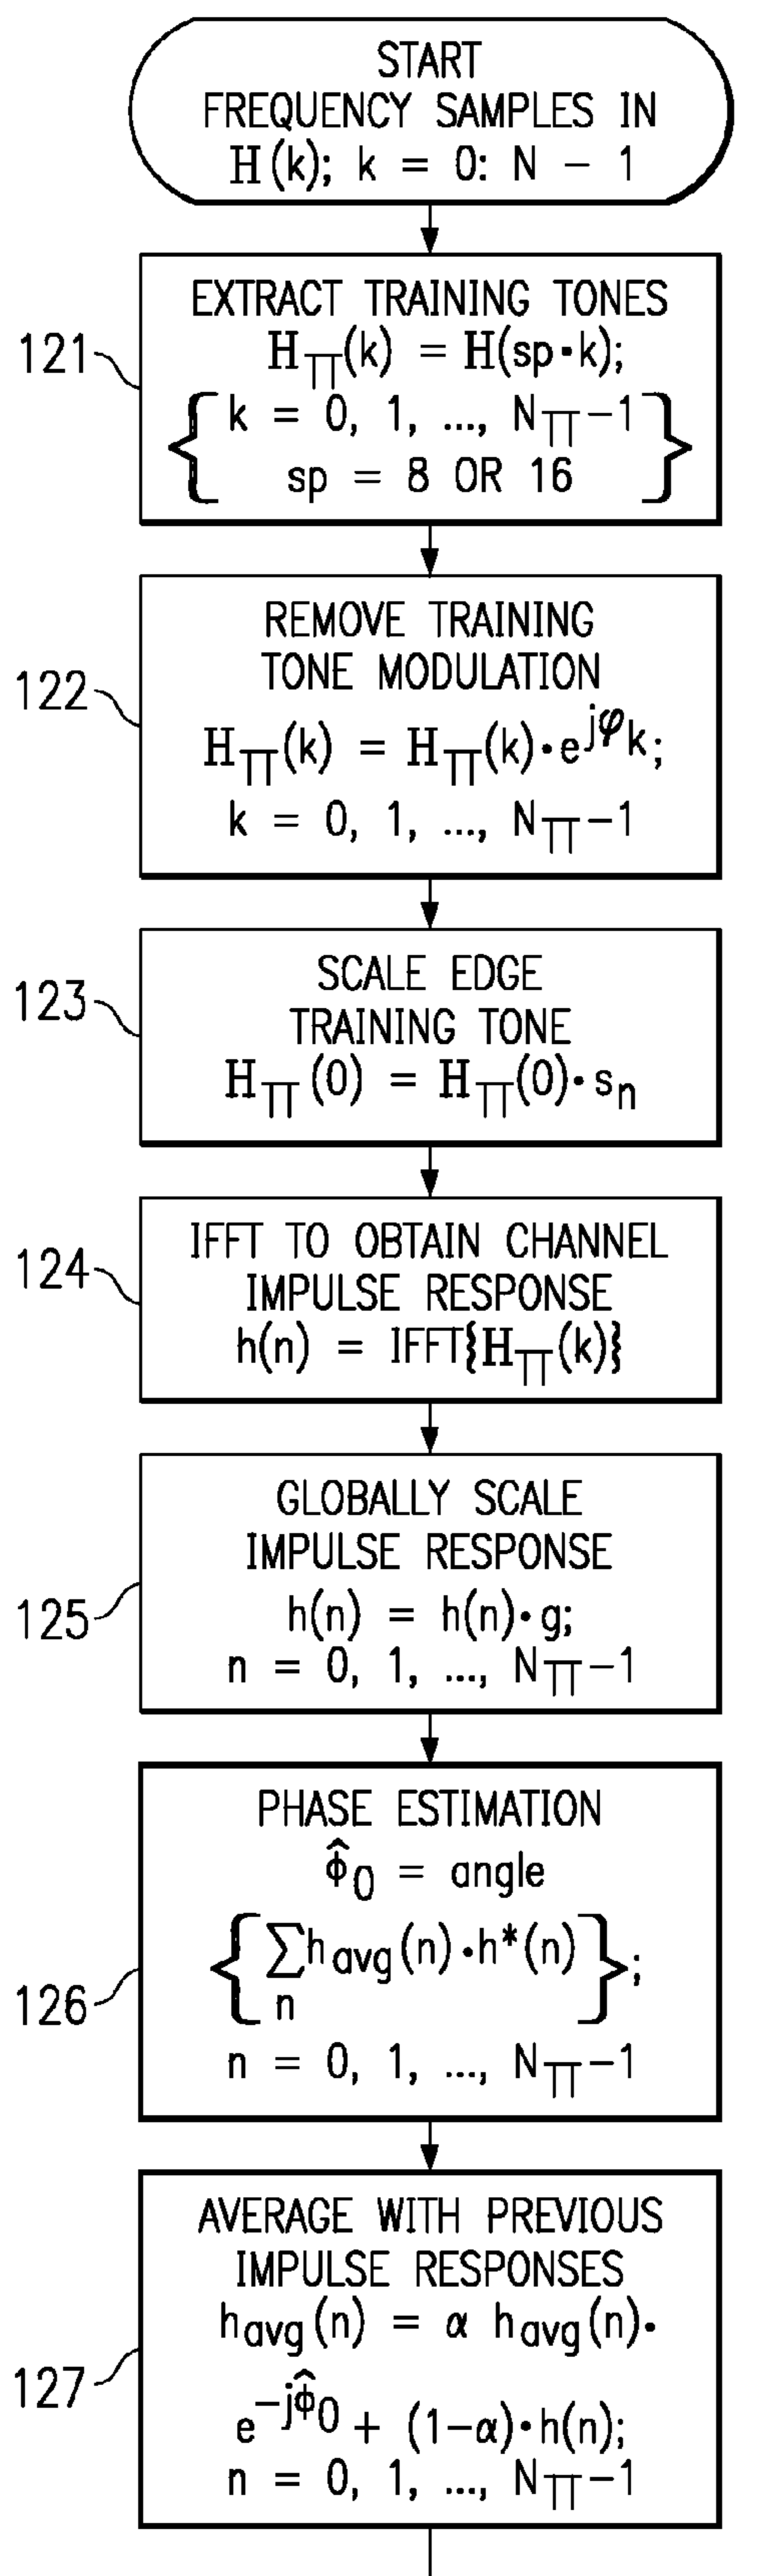 START
FREQUENCY SAMPLES IN
H(k); k = 0: N - 1
121
EXTRACT TRAINING TONES
H_TT(k) = H(sp·k);
{ k = 0, 1, ..., N_TT-1
sp = 8 OR 16 }
122
REMOVE TRAINING
TONE MODULATION
H_TT(k) = H_TT(k)·e^jφ_k;
k = 0, 1, ..., N_TT-1
123
SCALE EDGE
TRAINING TONE
H_TT(0) = H_TT(0)·s_n
124
IFFT TO OBTAIN CHANNEL
IMPULSE RESPONSE
h(n) = IFFT{H_TT(k)}
125
GLOBALLY SCALE
IMPULSE RESPONSE
h(n) = h(n)·g;
n = 0, 1, ..., N_TT-1
126
PHASE ESTIMATION
ϕ̂_0 = angle
{ ∑_n h_avg(n)·h*(n) };
n = 0, 1, ..., N_TT-1
127
AVERAGE WITH PREVIOUS
IMPULSE RESPONSES
h_avg(n) = α h_avg(n)·
e^-jϕ̂_0 + (1-α)·h(n);
n = 0, 1, ..., N_TT-1